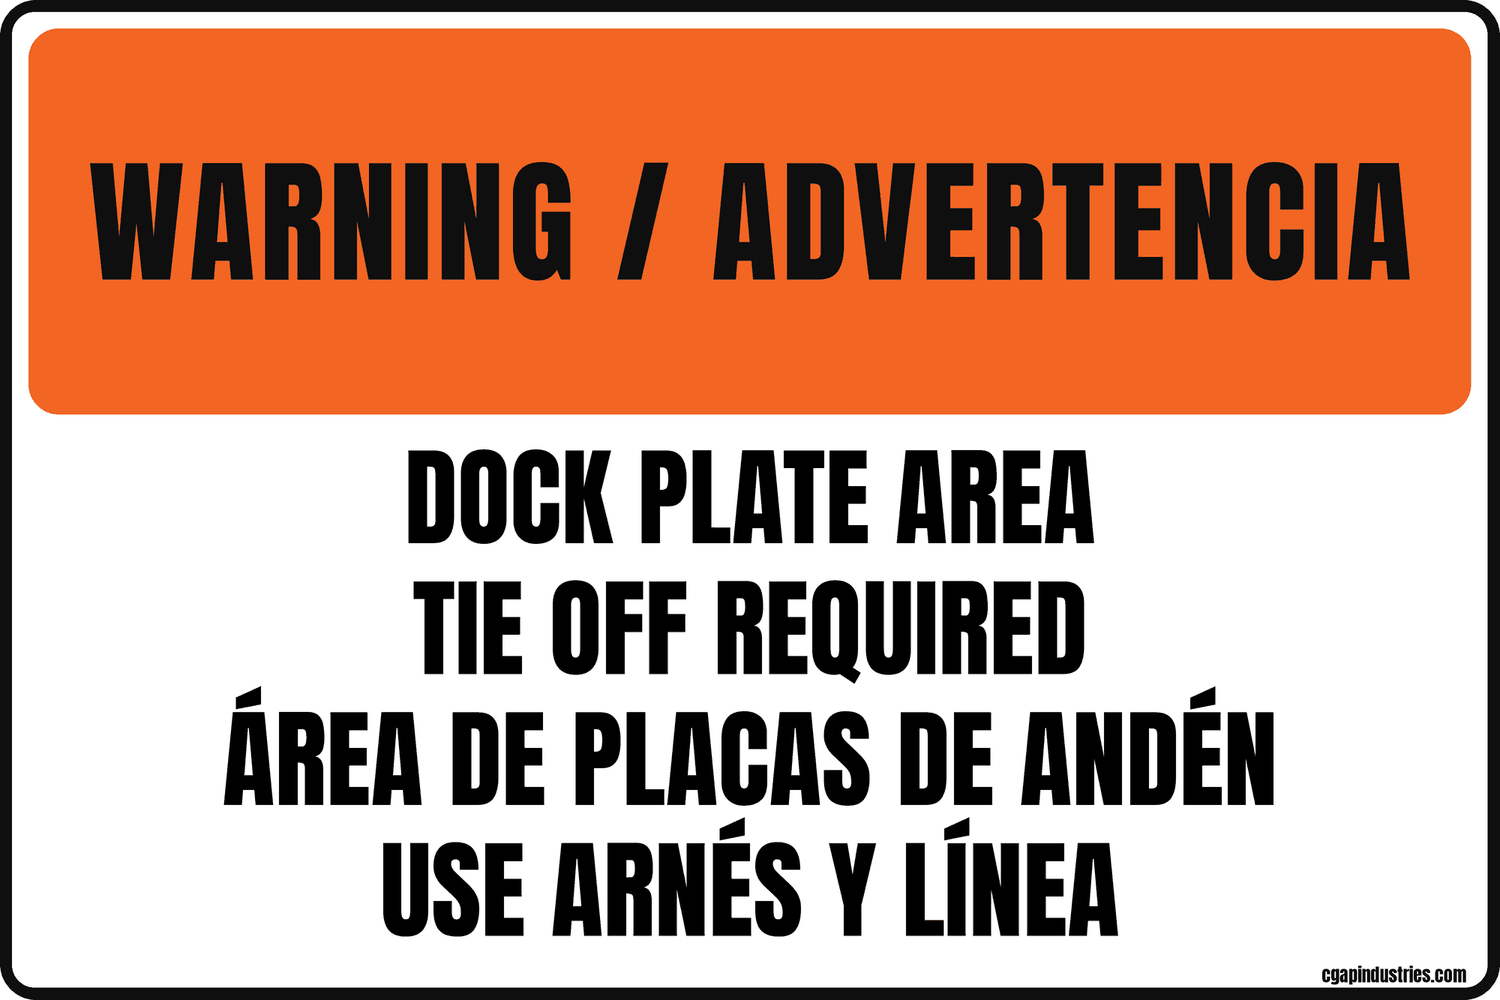 WARNING / ADVERTENCIA
DOCK PLATE AREA
TIE OFF REQUIRED
ÁREA DE PLACAS DE ANDÉN
USE ARNÉS Y LÍNEA
cgapindustries.com